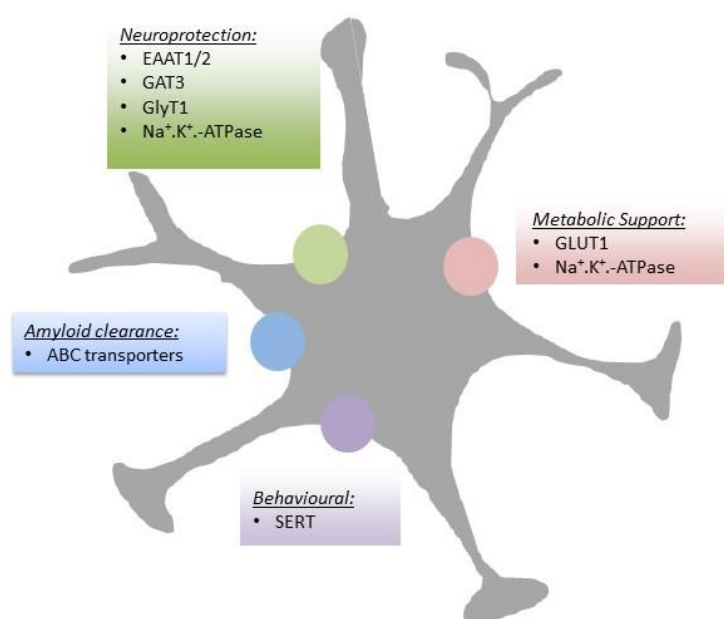 Neuroprotection:
• EAAT1/2
• GAT3
• GlyT1
• Na⁺.K⁺.-ATPase
Metabolic Support:
• GLUT1
• Na⁺.K⁺.-ATPase
Amyloid clearance:
• ABC transporters
Behavioural:
• SERT